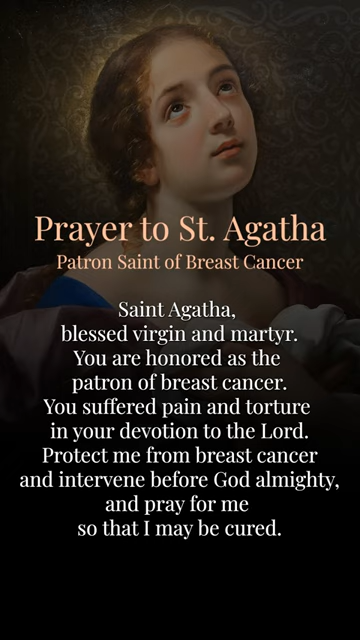 Prayer to St. Agatha
Patron Saint of Breast Cancer
Saint Agatha,
blessed virgin and martyr.
You are honored as the
patron of breast cancer.
You suffered pain and torture
in your devotion to the Lord.
Protect me from breast cancer
and intervene before God almighty,
and pray for me
so that I may be cured.